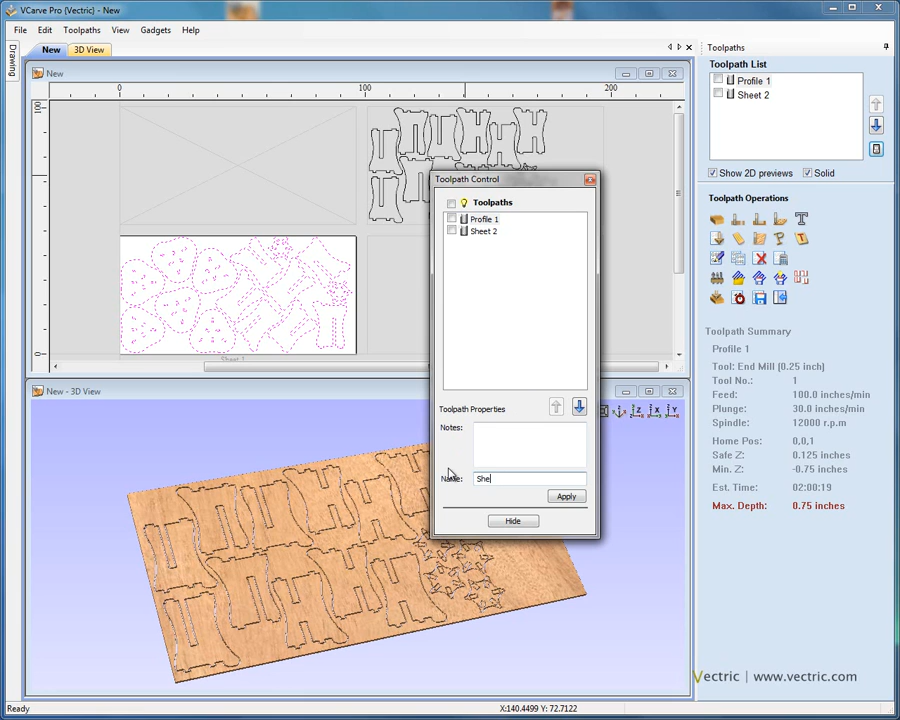 VCarve Pro {Vectric} - New
File Edit Toolpaths View Gadgets Help
Drawing
New 3D View
New
0 100 200
100
0
Sheet 1
New - 3D View
Toolpath Control
Toolpaths
Profile 1
Sheet 2
Toolpath Properties
Notes:
Name: She
Apply
Hide
Toolpaths
Toolpath List
Profile 1
Sheet 2
Show 2D previews Solid
Toolpath Operations
Toolpath Summary
Profile 1
Tool: End Mill (0.25 inch)
Tool No.: 1
Feed: 100.0 inches/min
Plunge: 30.0 inches/min
Spindle: 12000 r.p.m
Home Pos: 0,0,1
Safe Z: 0.125 inches
Min. Z: -0.75 inches
Est. Time: 02:00:19
Max. Depth: 0.75 inches
Vectric | www.vectric.com
Ready X:140.4499 Y: 72.7122